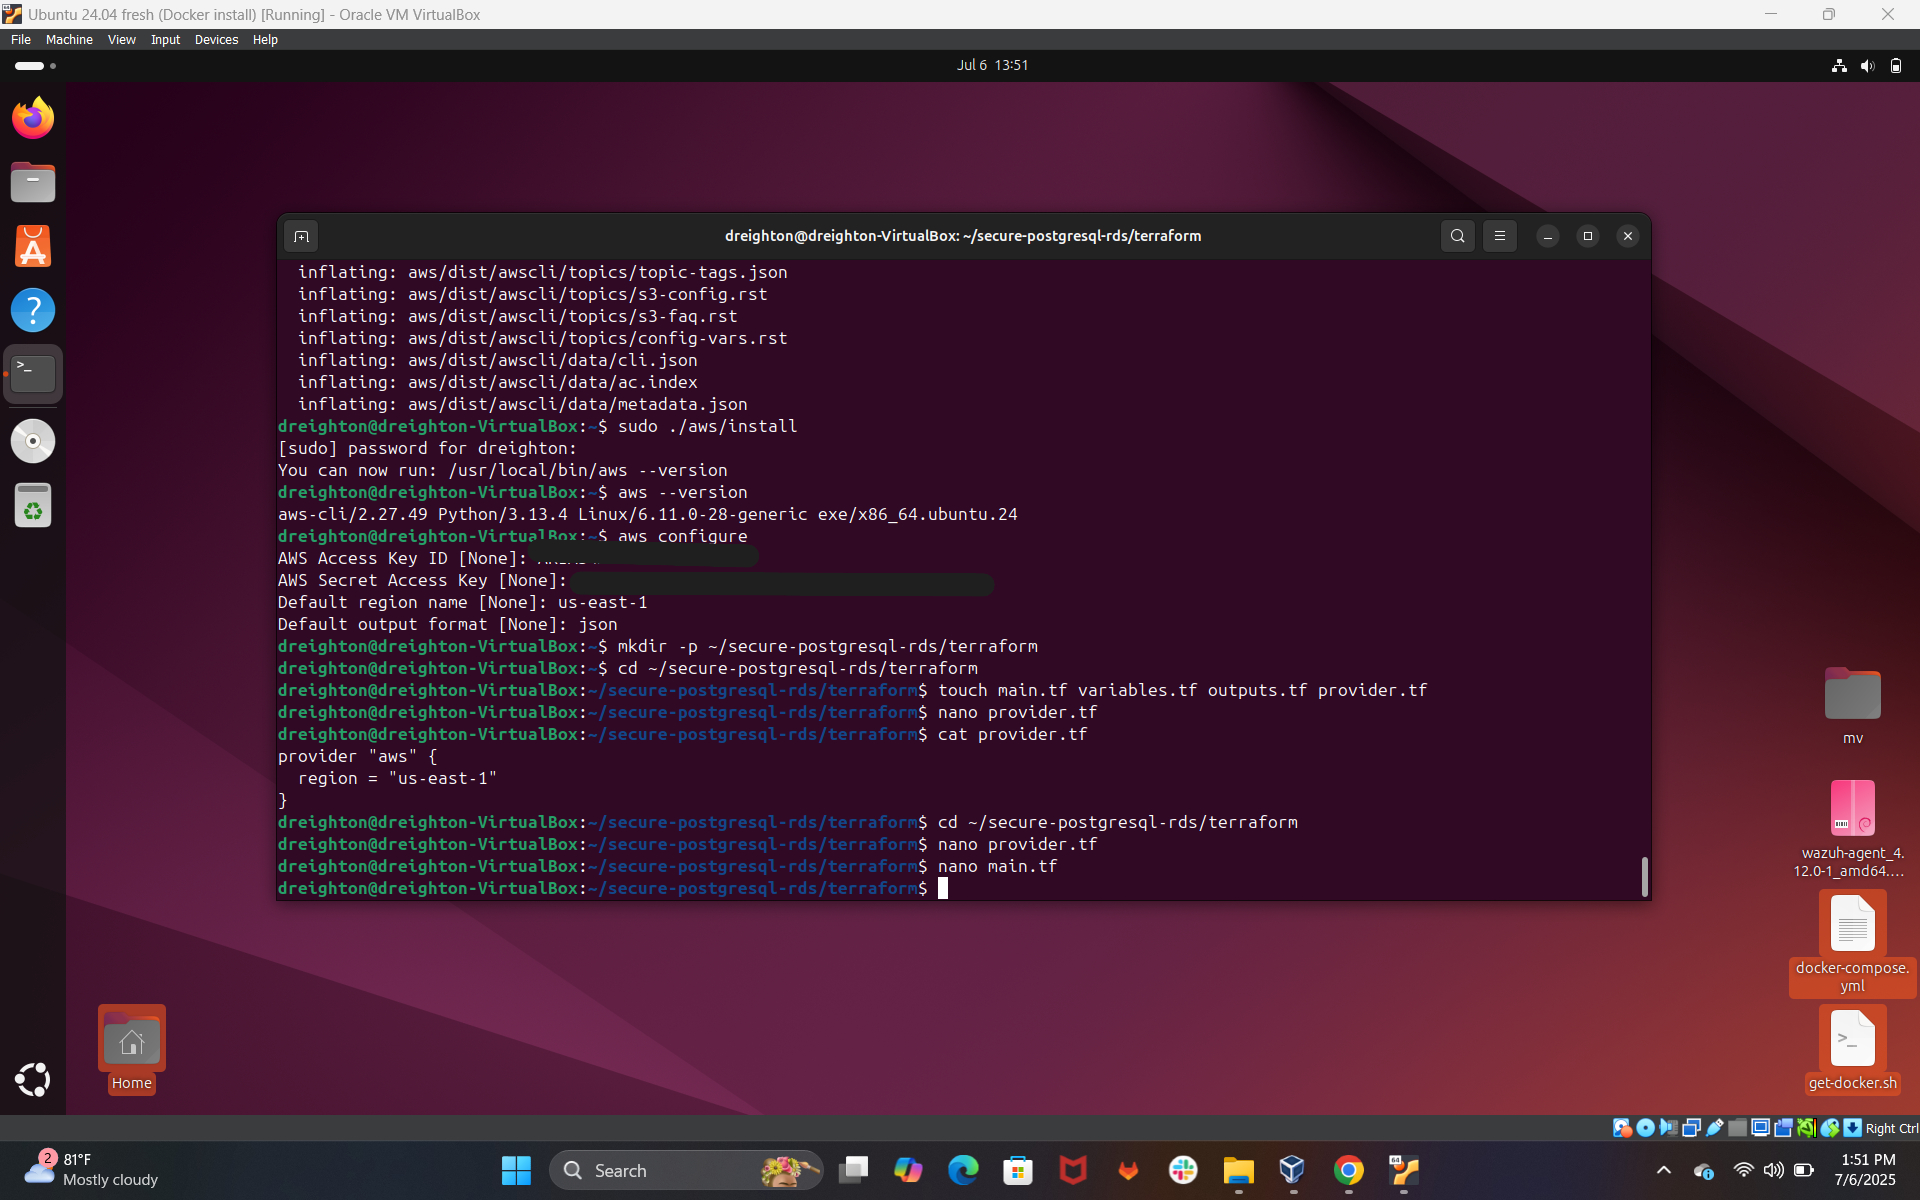 Ubuntu 24.04 fresh (Docker install) [Running] - Oracle VM VirtualBox
File Machine View Input Devices Help
Jul 6 13:51
dreighton@dreighton-VirtualBox: ~/secure-postgresql-rds/terraform
inflating: aws/dist/awscli/topics/topic-tags.json
inflating: aws/dist/awscli/topics/s3-config.rst
inflating: aws/dist/awscli/topics/s3-faq.rst
inflating: aws/dist/awscli/topics/config-vars.rst
inflating: aws/dist/awscli/data/cli.json
inflating: aws/dist/awscli/data/ac.index
inflating: aws/dist/awscli/data/metadata.json
dreighton@dreighton-VirtualBox:~$ sudo ./aws/install
[sudo] password for dreighton:
You can now run: /usr/local/bin/aws --version
dreighton@dreighton-VirtualBox:~$ aws --version
aws-cli/2.27.49 Python/3.13.4 Linux/6.11.0-28-generic exe/x86_64.ubuntu.24
dreighton@dreighton-VirtualBox:~$ aws configure
AWS Access Key ID [None]:
AWS Secret Access Key [None]:
Default region name [None]: us-east-1
Default output format [None]: json
dreighton@dreighton-VirtualBox:~$ mkdir -p ~/secure-postgresql-rds/terraform
dreighton@dreighton-VirtualBox:~$ cd ~/secure-postgresql-rds/terraform
dreighton@dreighton-VirtualBox:~/secure-postgresql-rds/terraform$ touch main.tf variables.tf outputs.tf provider.tf
dreighton@dreighton-VirtualBox:~/secure-postgresql-rds/terraform$ nano provider.tf
dreighton@dreighton-VirtualBox:~/secure-postgresql-rds/terraform$ cat provider.tf
provider "aws" {
region = "us-east-1"
}
dreighton@dreighton-VirtualBox:~/secure-postgresql-rds/terraform$ cd ~/secure-postgresql-rds/terraform
dreighton@dreighton-VirtualBox:~/secure-postgresql-rds/terraform$ nano provider.tf
dreighton@dreighton-VirtualBox:~/secure-postgresql-rds/terraform$ nano main.tf
dreighton@dreighton-VirtualBox:~/secure-postgresql-rds/terraform$
mv
wazuh-agent_4.
12.0-1_amd64....
docker-compose.
yml
get-docker.sh
Home
Right Ctrl
2
81°F
Mostly cloudy
Search
1:51 PM
7/6/2025